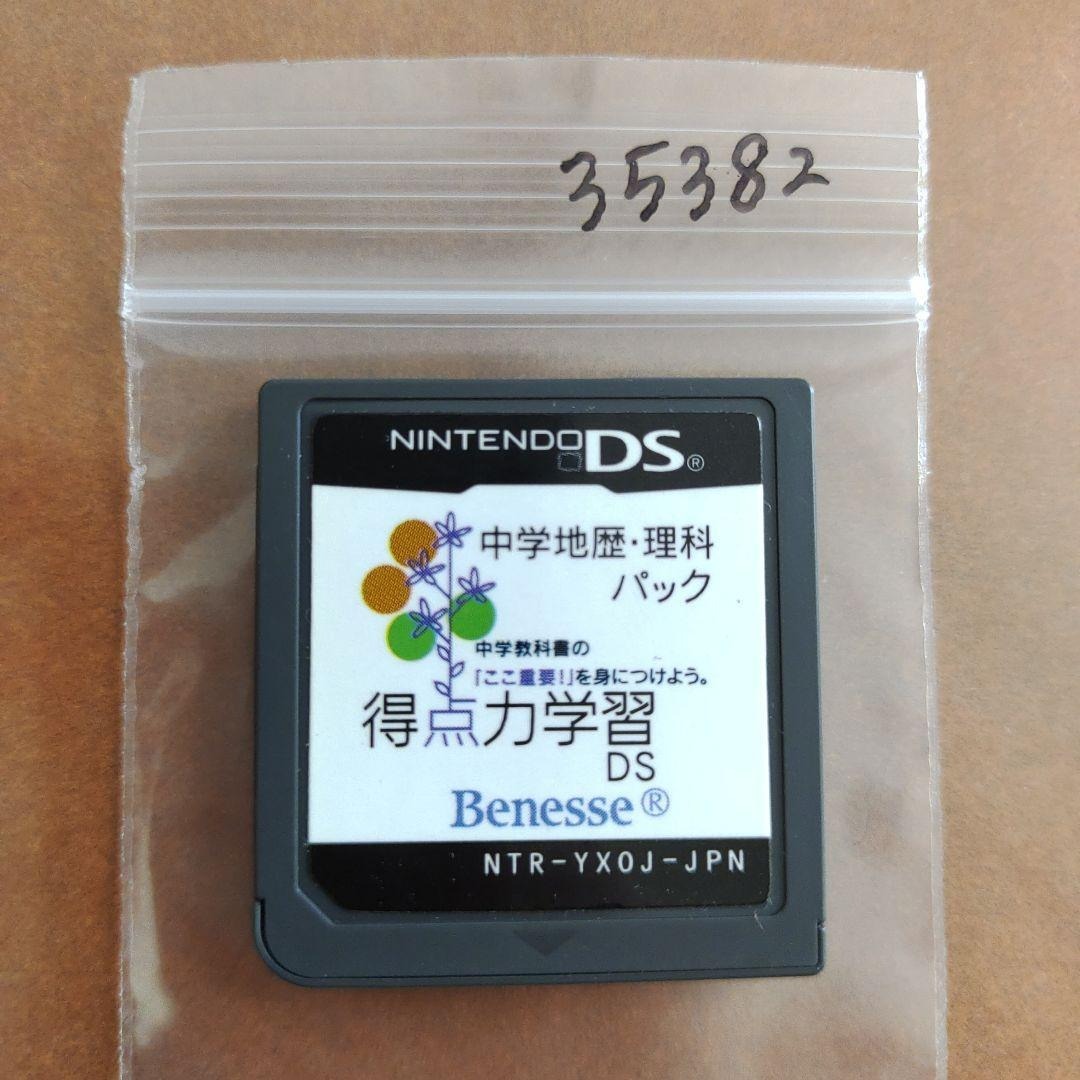 35382
NINTENDO DS®
中学地歴・理科
パック
中学教科書の
「ここ重要!」を身につけよう。
得点力学習
DS
Benesse®
NTR-YX0J-JPN